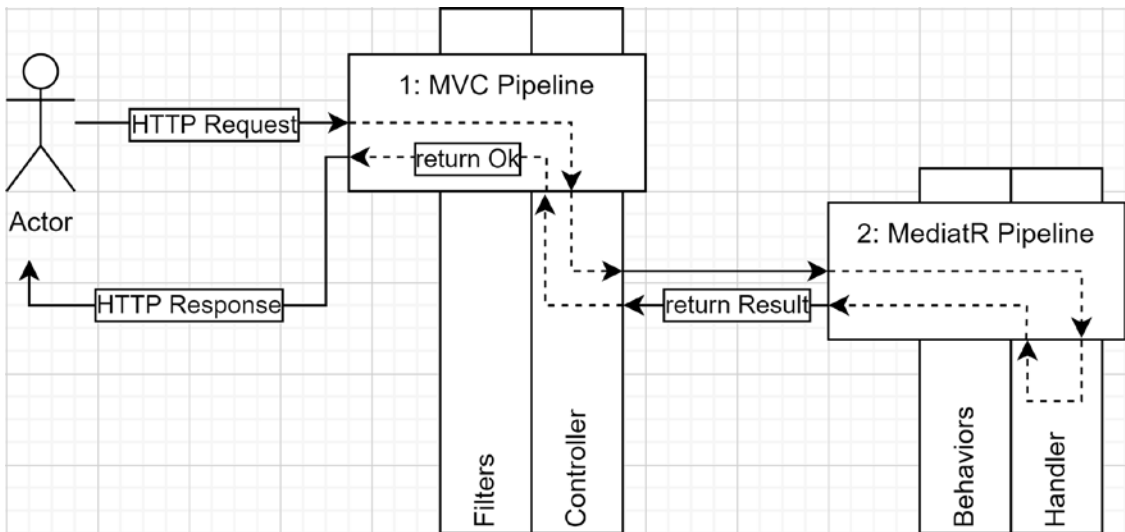 1: MVC Pipeline
HTTP Request
return Ok
Actor
2: MediatR Pipeline
HTTP Response
return Result
Filters
Controller
Behaviors
Handler